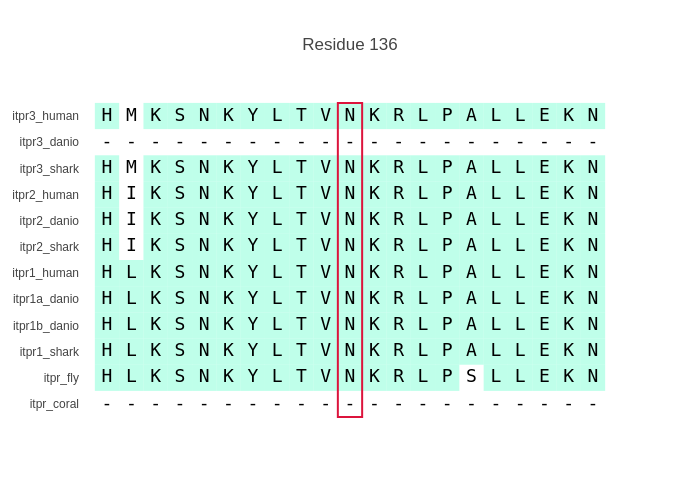 Residue 136
itpr3_human H M K S N K Y L T V N K R L P A L L E K N
itpr3_danio - - - - - - - - - - - - - - - - - - - - -
itpr3_shark H M K S N K Y L T V N K R L P A L L E K N
itpr2_human H I K S N K Y L T V N K R L P A L L E K N
itpr2_danio H I K S N K Y L T V N K R L P A L L E K N
itpr2_shark H I K S N K Y L T V N K R L P A L L E K N
itpr1_human H L K S N K Y L T V N K R L P A L L E K N
itpr1a_danio H L K S N K Y L T V N K R L P A L L E K N
itpr1b_danio H L K S N K Y L T V N K R L P A L L E K N
itpr1_shark H L K S N K Y L T V N K R L P A L L E K N
itpr_fly H L K S N K Y L T V N K R L P S L L E K N
itpr_coral - - - - - - - - - - - - - - - - - - - - -